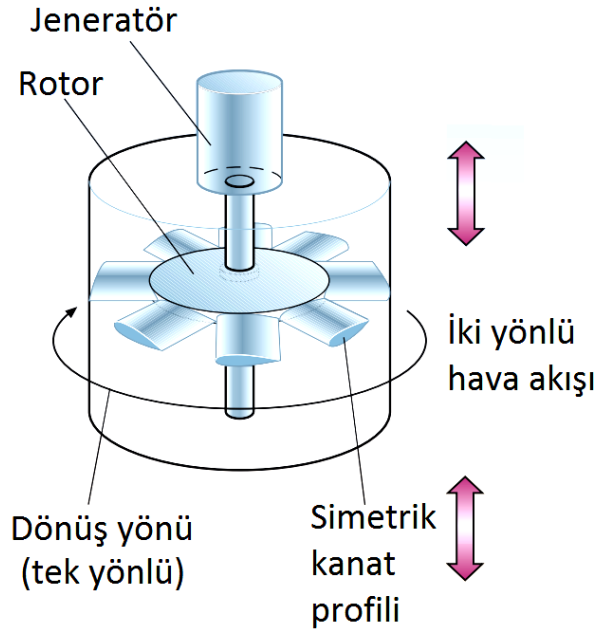 Jeneratör
Rotor
İki yönlü
hava akışı
Dönüş yönü
(tek yönlü)
Simetrik
kanat
profili